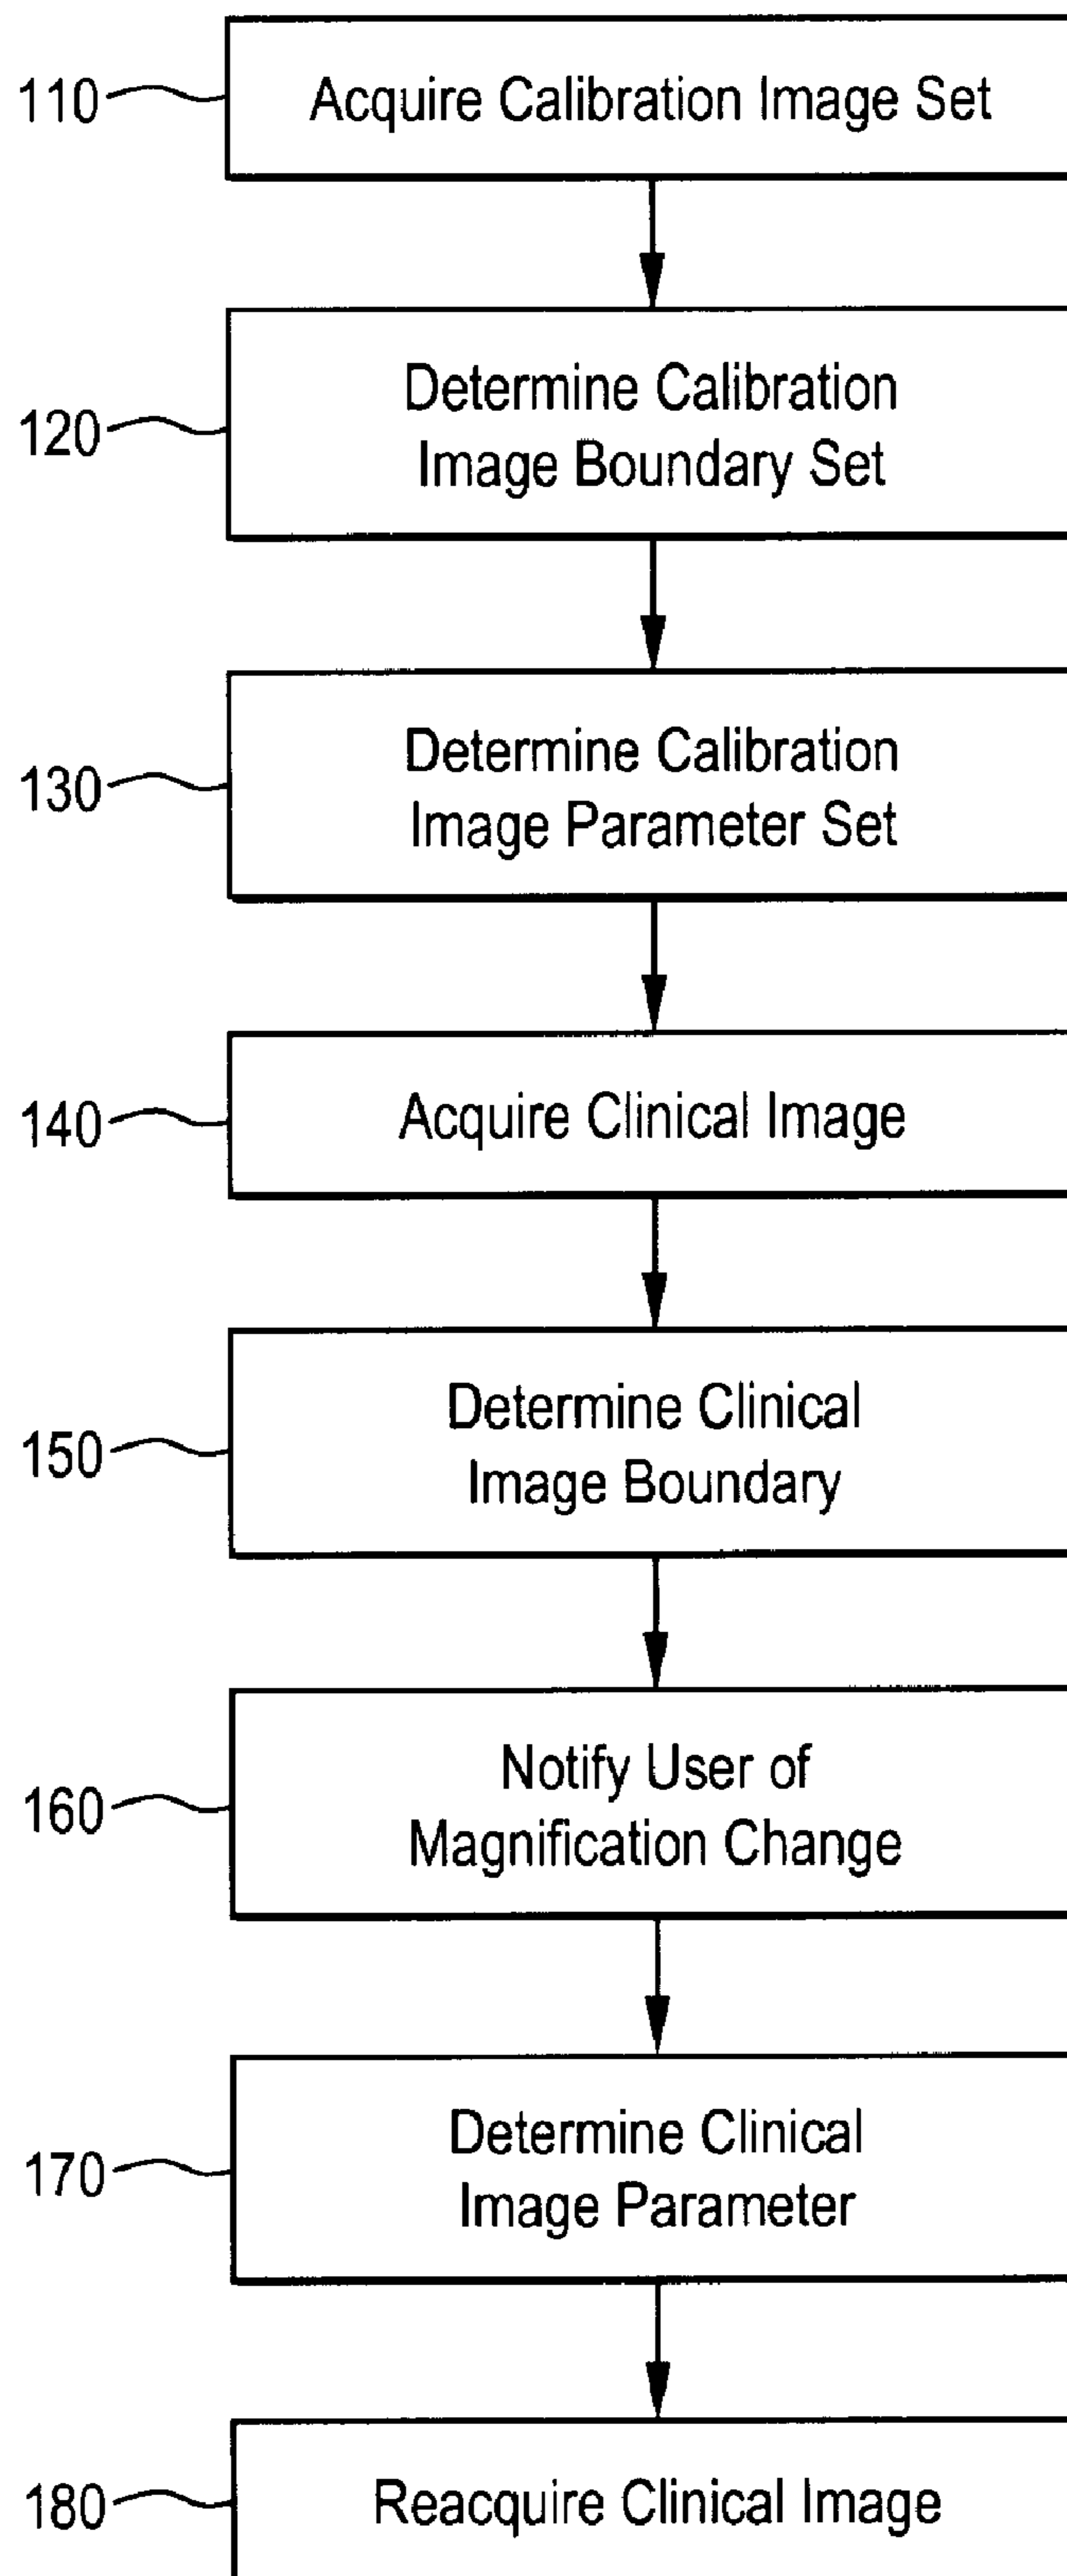 110
Acquire Calibration Image Set
120
Determine Calibration
Image Boundary Set
130
Determine Calibration
Image Parameter Set
140
Acquire Clinical Image
150
Determine Clinical
Image Boundary
160
Notify User of
Magnification Change
170
Determine Clinical
Image Parameter
180
Reacquire Clinical Image